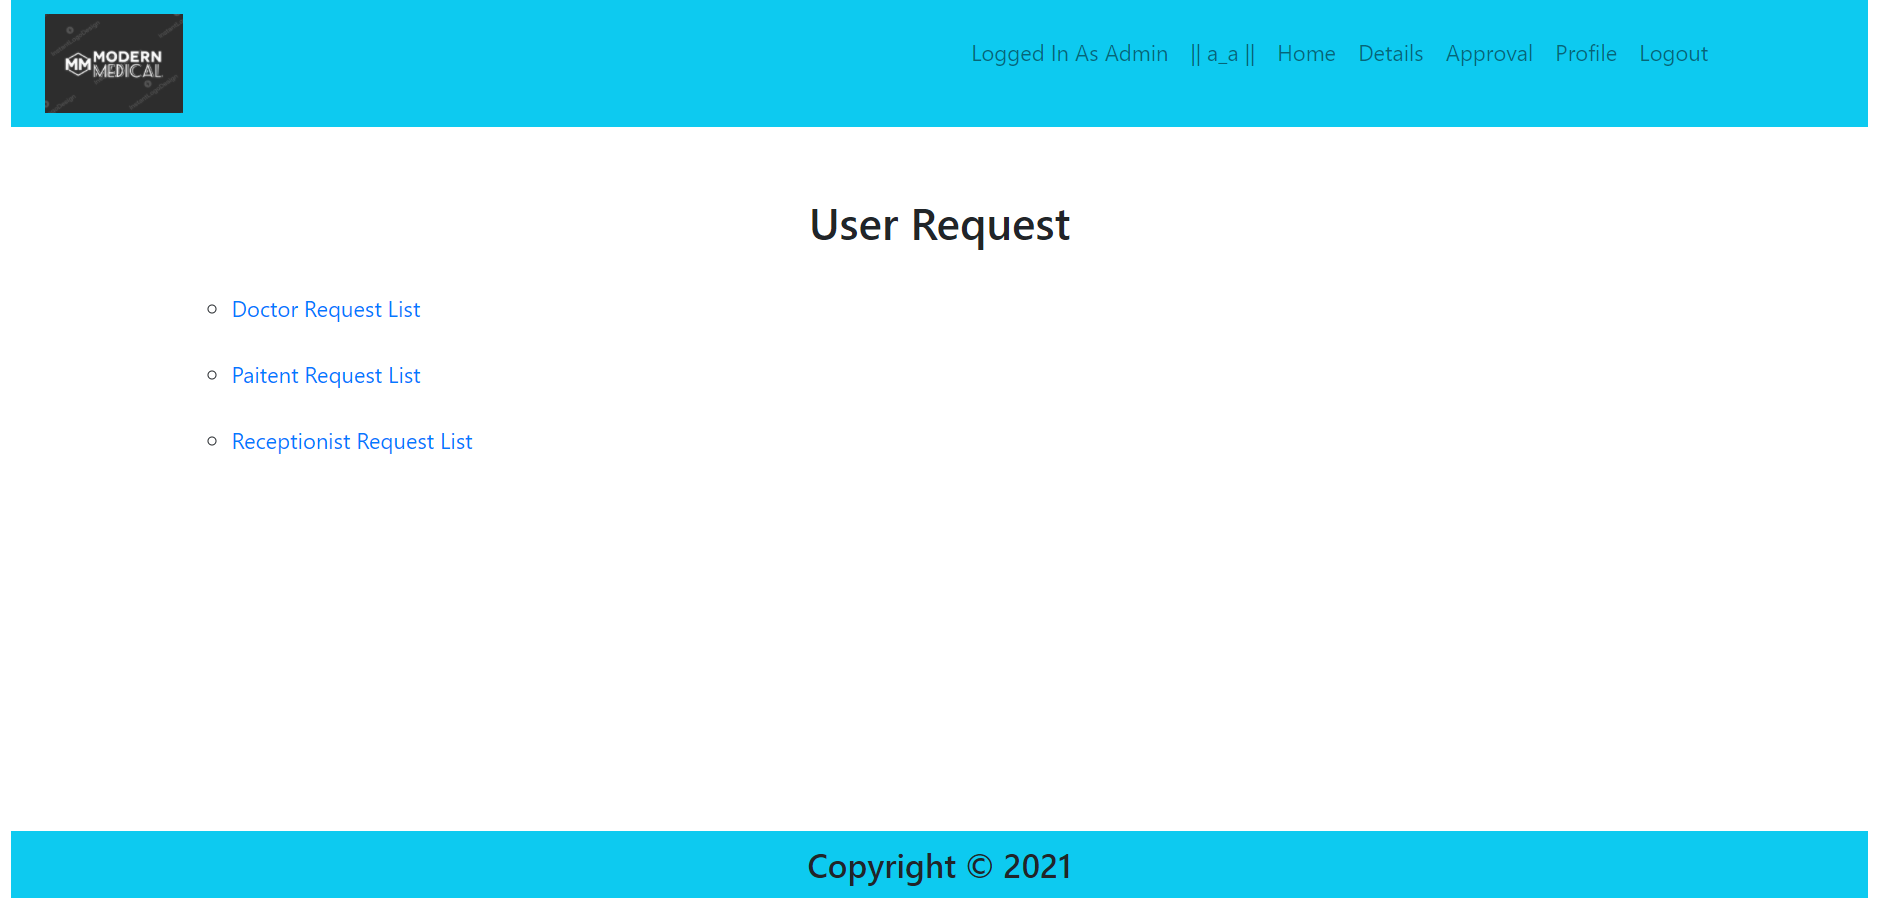 MM MODERN
MEDICAL
Logged In As Admin || a_a || Home Details Approval Profile Logout
User Request
Doctor Request List
Paitent Request List
Receptionist Request List
Copyright © 2021